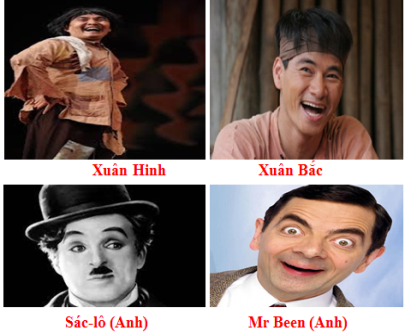 Xuân Hinh
Xuân Bắc
Sác-lô (Anh)
Mr Been (Anh)